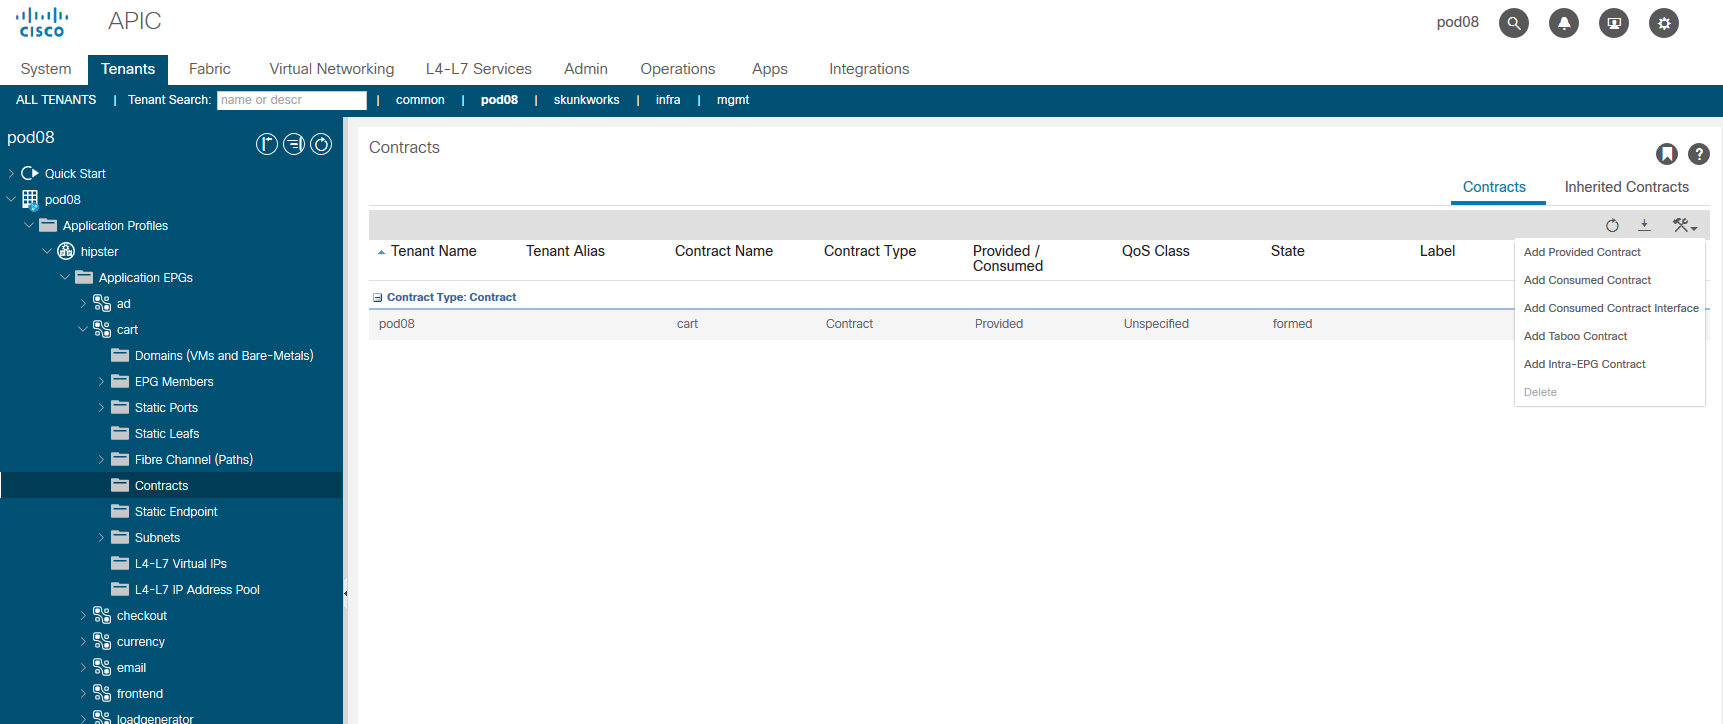 cisco APIC pod08
System Tenants Fabric Virtual Networking L4-L7 Services Admin Operations Apps Integrations
ALL TENANTS | Tenant Search: name or descr | common | pod08 | skunkworks | infra | mgmt
pod08
Quick Start
pod08
Application Profiles
hipster
Application EPGs
ad
cart
Domains (VMs and Bare-Metals)
EPG Members
Static Ports
Static Leafs
Fibre Channel (Paths)
Contracts
Static Endpoint
Subnets
L4-L7 Virtual IPs
L4-L7 IP Address Pool
checkout
currency
email
frontend
loadgenerator
Contracts
?
Contracts Inherited Contracts
Tenant Name Tenant Alias Contract Name Contract Type Provided / QoS Class State Label
Consumed
Contract Type: Contract
pod08 cart Contract Provided Unspecified formed
Add Provided Contract
Add Consumed Contract
Add Consumed Contract Interface
Add Taboo Contract
Add Intra-EPG Contract
Delete